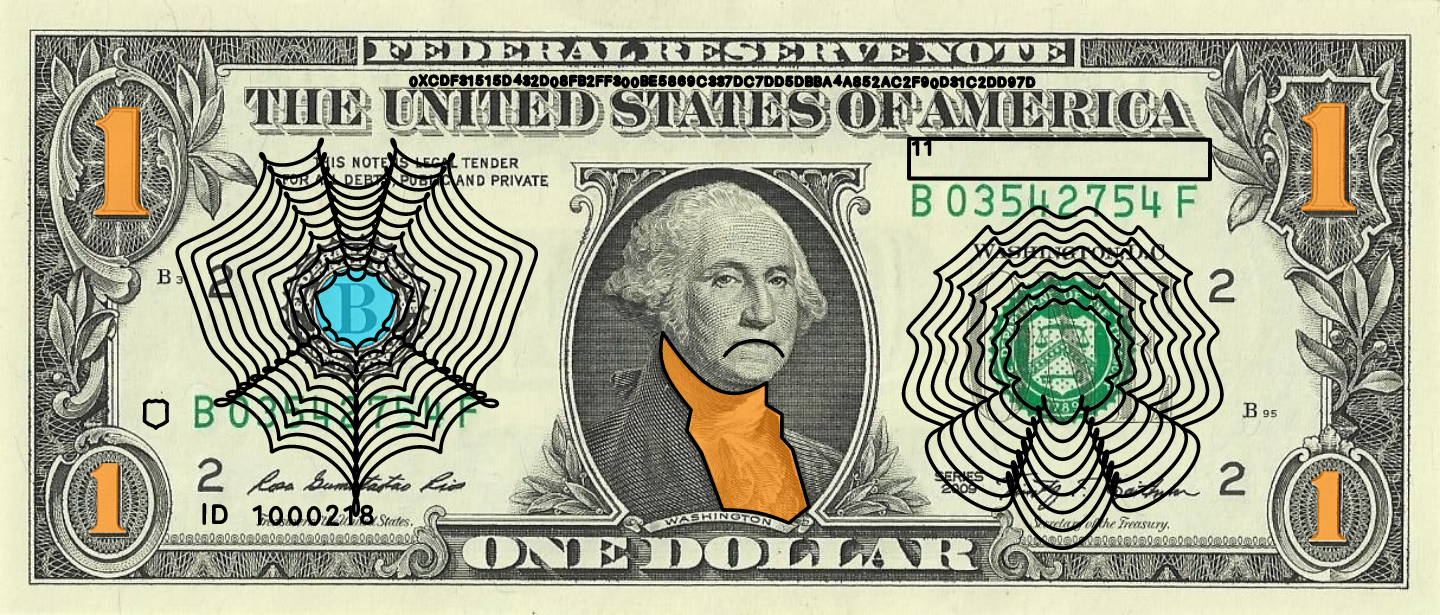 FEDERAL RESERVE NOTE
0XCDF31515D432D08FB2FF300BE5869C337DC7DD5DBBA4A852AC2F90D31C2DD97D
THE UNITED STATES OF AMERICA
1
1
11
THIS NOTE IS LEGAL TENDER
FOR ALL DEBTS, PUBLIC AND PRIVATE
B 03542754 F
WASHINGTON, D.C.
B 3
2
B
2
B 03542754 F
B 95
2
SERIES
2009
2
ID 1000218
Treasurer of the United States.
Secretary of the Treasury.
WASHINGTON
1
ONE DOLLAR
1